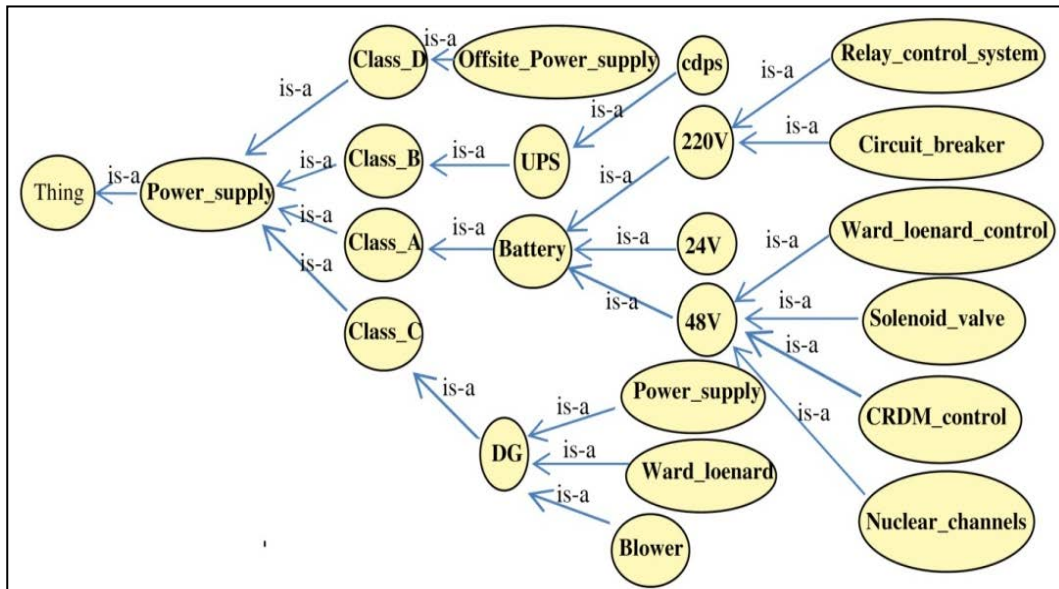 Class_D
is-a
Offsite_Power_supply
cdps
Relay_control_system
is-a
is-a
is-a
220V
is-a
Circuit_breaker
Thing
is-a
Power_supply
is-a
Class_B
is-a
UPS
is-a
is-a
Class_A
is-a
Battery
is-a
24V
Ward_loenard_control
is-a
is-a
Class_C
is-a
48V
is-a
Solenoid_valve
is-a
is-a
DG
is-a
Power_supply
is-a
CRDM_control
is-a
Ward_loenard
is-a
Blower
Nuclear_channels